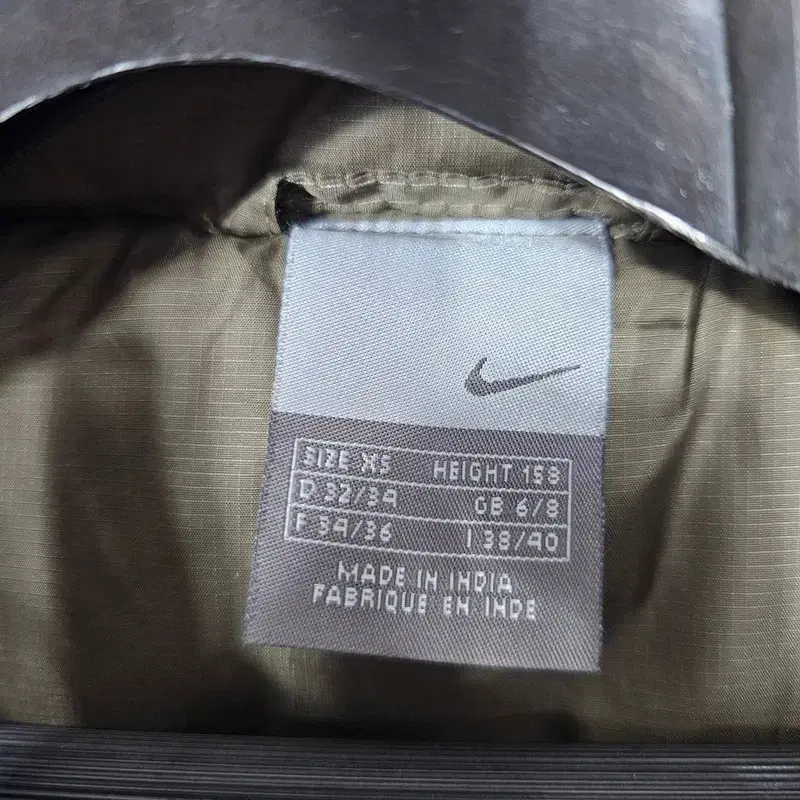 SIZE XS HEIGHT 158
D 32/34 GB 6/8
F 34/36 I 38/40
MADE IN INDIA
FABRIQUE EN INDE